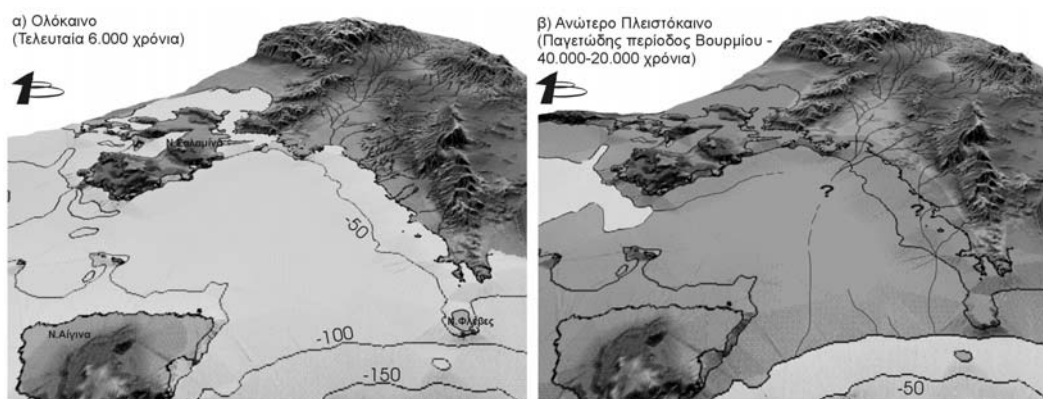 α) Ολόκαινο
(Τελευταία 6.000 χρόνια)
Ν.Σαλαμίνα
-50
Ν.Αίγινα
Ν.Φλέβες
-100
-150
β) Ανώτερο Πλειστόκαινο
(Παγετώδης περίοδος Βουρμίου -
40.000-20.000 χρόνια)
?
?
-50